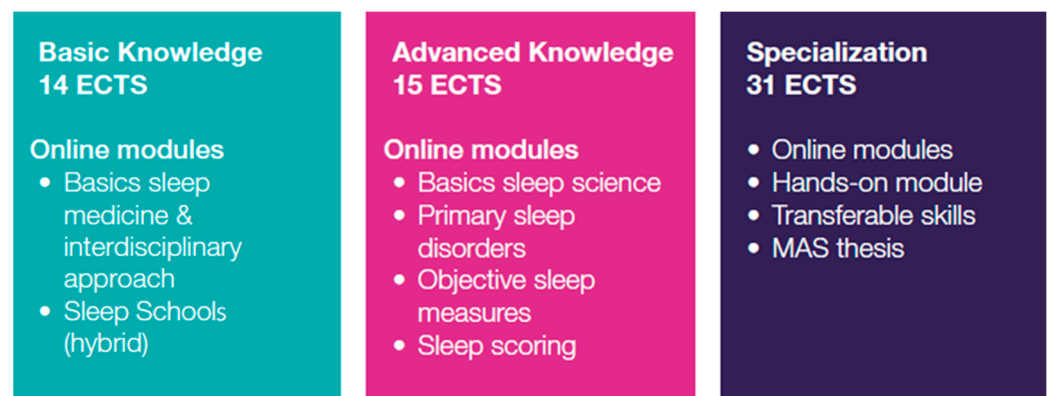 Basic Knowledge
14 ECTS
Online modules
• Basics sleep
medicine &
interdisciplinary
approach
• Sleep Schools
(hybrid)
Advanced Knowledge
15 ECTS
Online modules
• Basics sleep science
• Primary sleep
disorders
• Objective sleep
measures
• Sleep scoring
Specialization
31 ECTS
• Online modules
• Hands-on module
• Transferable skills
• MAS thesis